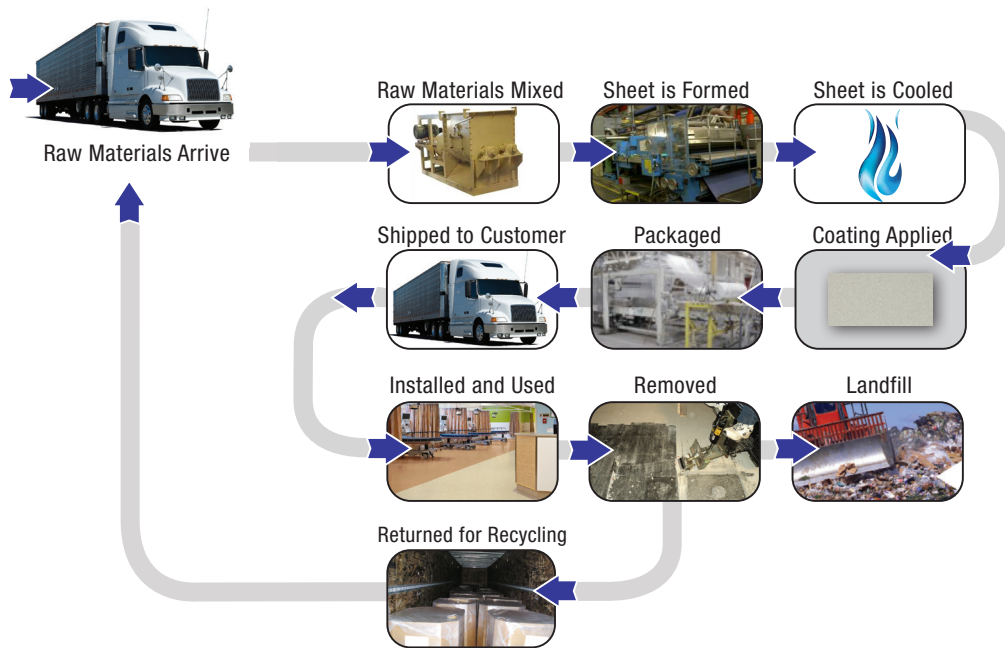 Raw Materials Arrive
Raw Materials Mixed
Sheet is Formed
Sheet is Cooled
Coating Applied
Packaged
Shipped to Customer
Installed and Used
Removed
Landfill
Returned for Recycling